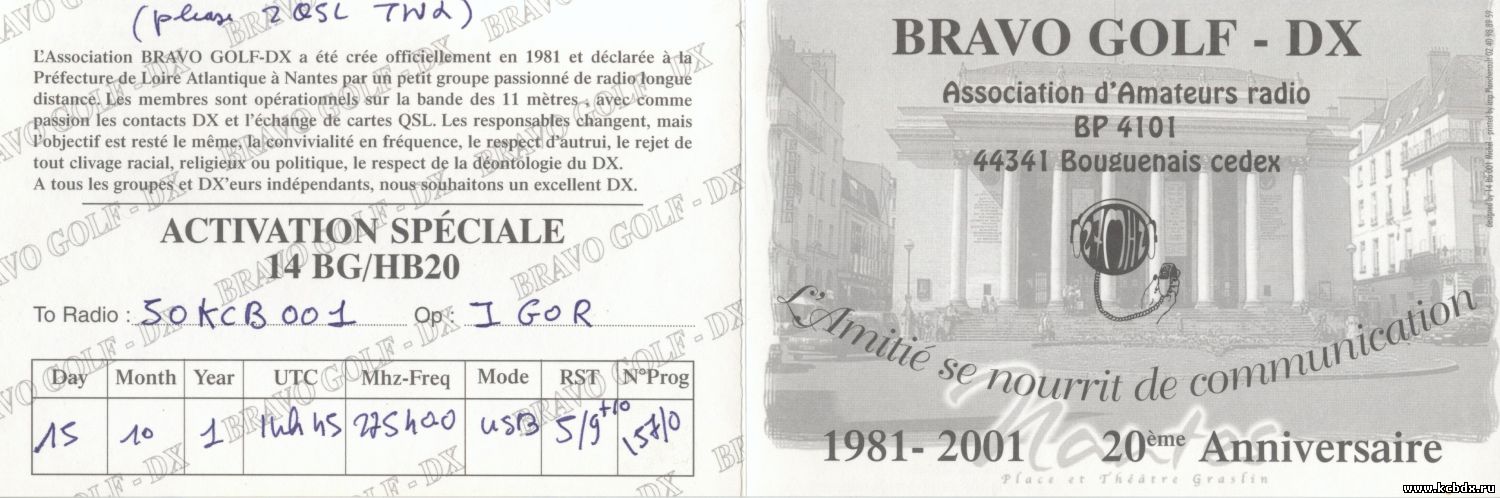 (please 2 QSL TWd)
L'Association BRAVO GOLF-DX a été crée officiellement en 1981 et déclarée à la
Préfecture de Loire Atlantique à Nantes par un petit groupe passionné de radio longue
distance. Les membres sont opérationnels sur la bande des 11 mètres , avec comme
passion les contacts DX et l'échange de cartes QSL. Les responsables changent, mais
l'objectif est resté le même, la convivialité en fréquence, le respect d'autrui, le rejet de
tout clivage racial, religieux ou politique, le respect de la déontologie du DX.
A tous les groupes et DX'eurs indépendants, nous souhaitons un excellent DX.
ACTIVATION SPÉCIALE
14 BG/HB20
To Radio : 50KCB001 Op : IGOR
Day Month Year UTC Mhz-Freq Mode RST N°Prog
15 10 1 14h45 275h00 USB 5/9+10 1570
BRAVO GOLF - DX
Association d'Amateurs radio
BP 4101
44341 Bouguenais cedex
27 MHZ
L'Amitié se nourrit de communication
Nantes
1981- 2001 20ème Anniversaire
Place et Théâtre Graslin
www.kcbdx.ru